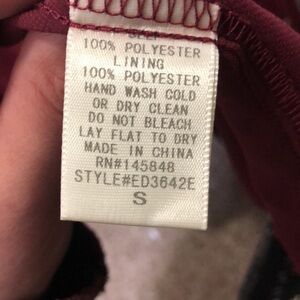 100% POLYESTER
LINING
100% POLYESTER
HAND WASH COLD
OR DRY CLEAN
DO NOT BLEACH
LAY FLAT TO DRY
MADE IN CHINA
RN#145848
STYLE#ED3642E
S